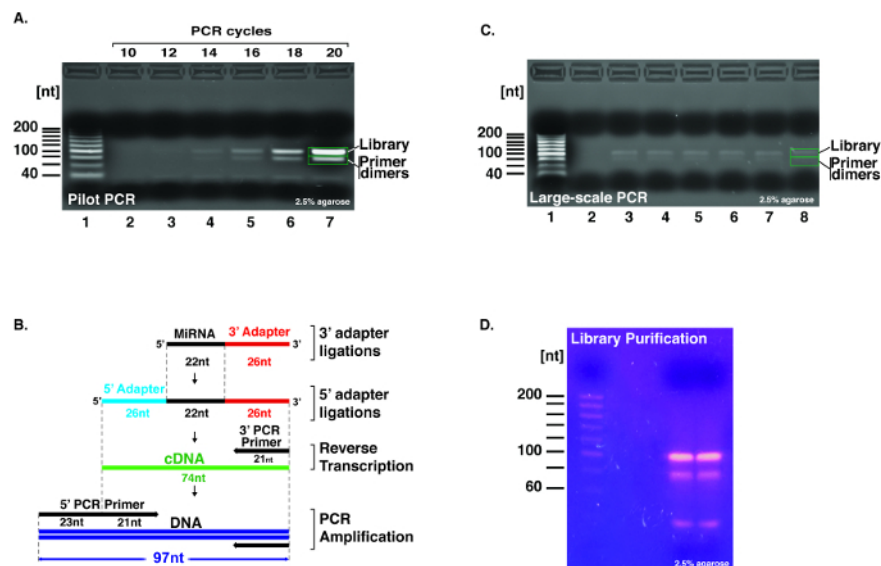 A.
PCR cycles
10 12 14 16 18 20
[nt]
200
100
40
Library
Primer
dimers
Pilot PCR
2.5% agarose
1 2 3 4 5 6 7
C.
[nt]
200
100
40
Library
Primer
dimers
Large-scale PCR
2.5% agarose
1 2 3 4 5 6 7 8
B.
MiRNA 3' Adapter
5' 3'
22nt 26nt
3' adapter
ligations
5' Adapter
5' 3'
26nt 22nt 26nt
5' adapter
ligations
3' PCR
Primer
21nt
cDNA
74nt
Reverse
Transcription
5' PCR Primer
23nt 21nt
DNA
97nt
PCR
Amplification
D.
Library Purification
[nt]
200
100
60
2.5% agarose